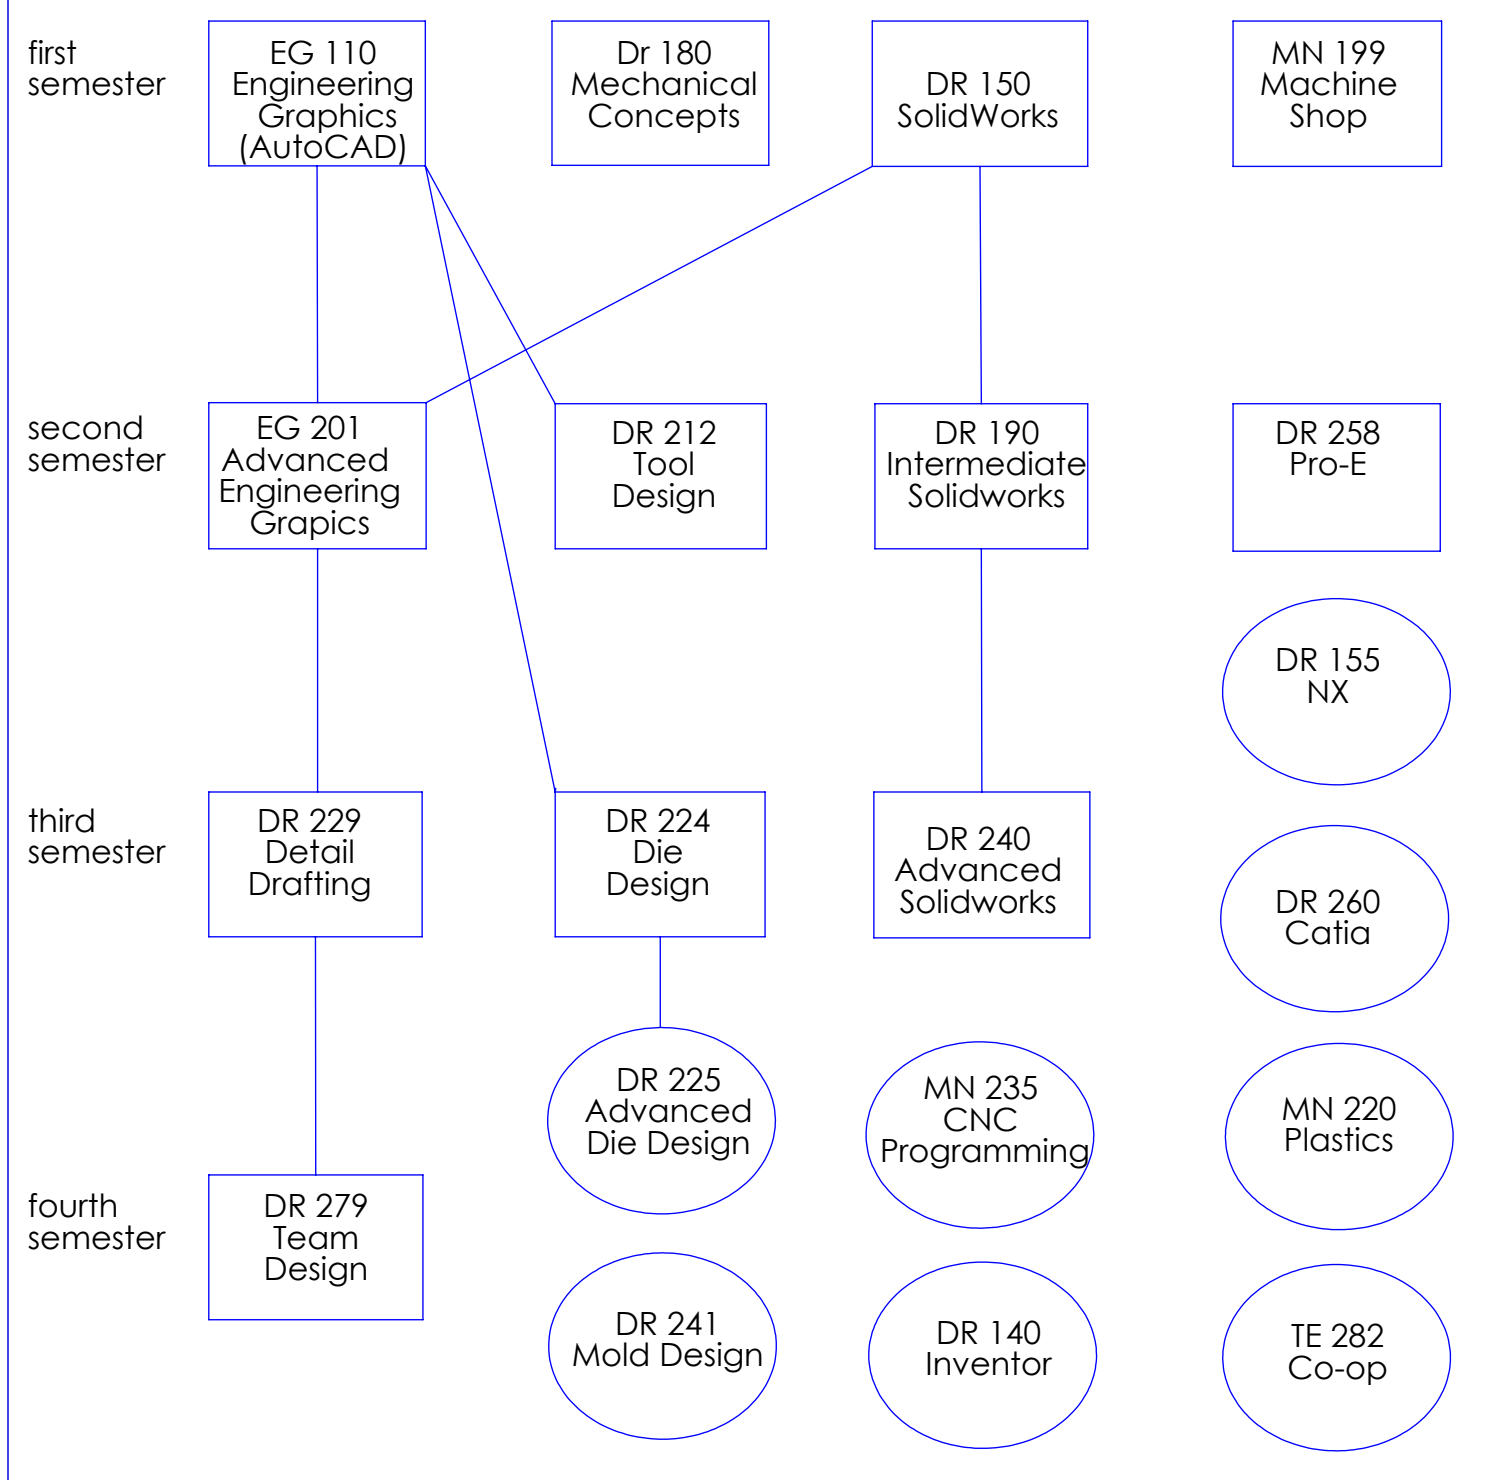 first
semester
EG 110
Engineering
Graphics
(AutoCAD)
Dr 180
Mechanical
Concepts
DR 150
SolidWorks
MN 199
Machine
Shop
second
semester
EG 201
Advanced
Engineering
Grapics
DR 212
Tool
Design
DR 190
Intermediate
Solidworks
DR 258
Pro-E
DR 155
NX
third
semester
DR 229
Detail
Drafting
DR 224
Die
Design
DR 240
Advanced
Solidworks
DR 260
Catia
DR 225
Advanced
Die Design
MN 235
CNC
Programming
MN 220
Plastics
fourth
semester
DR 279
Team
Design
DR 241
Mold Design
DR 140
Inventor
TE 282
Co-op